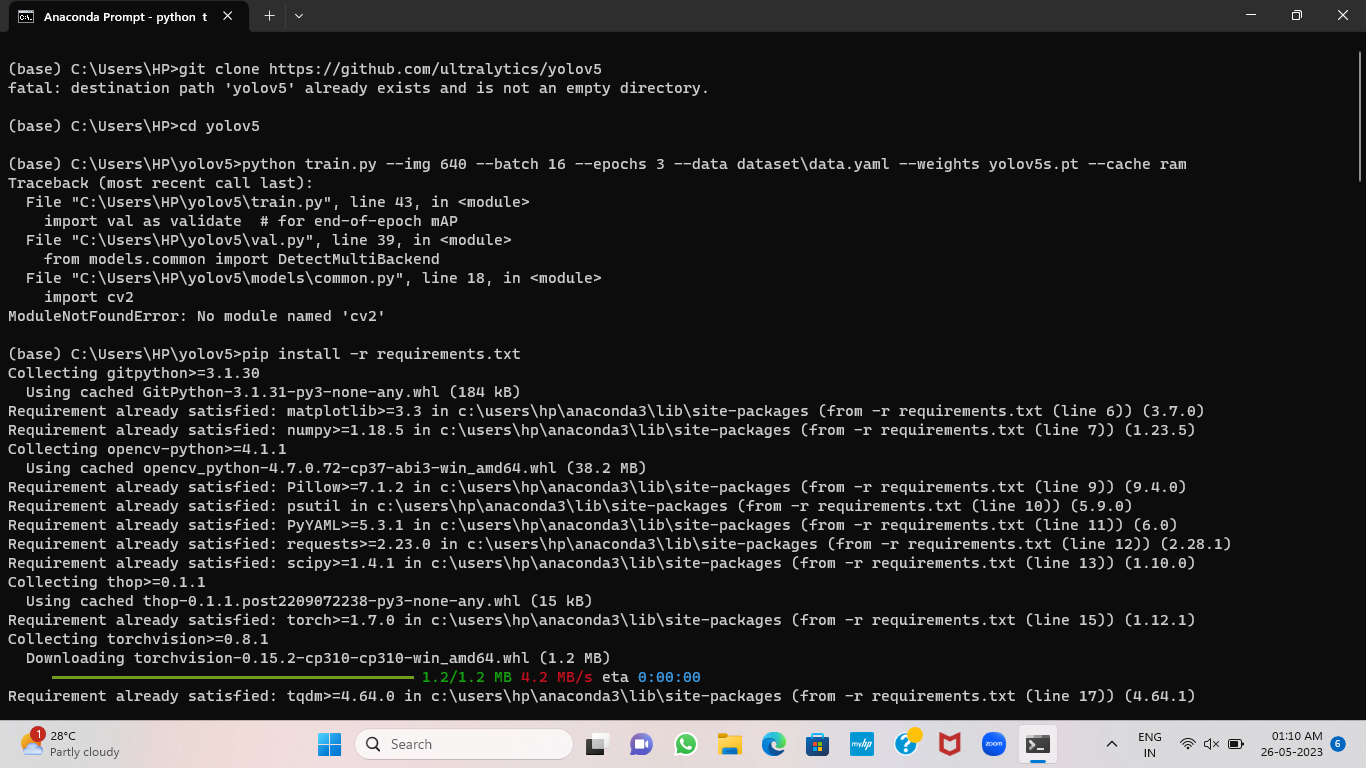 Anaconda Prompt - python t
(base) C:\Users\HP>git clone https://github.com/ultralytics/yolov5
fatal: destination path 'yolov5' already exists and is not an empty directory.
(base) C:\Users\HP>cd yolov5
(base) C:\Users\HP\yolov5>python train.py --img 640 --batch 16 --epochs 3 --data dataset\data.yaml --weights yolov5s.pt --cache ram
Traceback (most recent call last):
  File "C:\Users\HP\yolov5\train.py", line 43, in <module>
    import val as validate  # for end-of-epoch mAP
  File "C:\Users\HP\yolov5\val.py", line 39, in <module>
    from models.common import DetectMultiBackend
  File "C:\Users\HP\yolov5\models\common.py", line 18, in <module>
    import cv2
ModuleNotFoundError: No module named 'cv2'
(base) C:\Users\HP\yolov5>pip install -r requirements.txt
Collecting gitpython>=3.1.30
  Using cached GitPython-3.1.31-py3-none-any.whl (184 kB)
Requirement already satisfied: matplotlib>=3.3 in c:\users\hp\anaconda3\lib\site-packages (from -r requirements.txt (line 6)) (3.7.0)
Requirement already satisfied: numpy>=1.18.5 in c:\users\hp\anaconda3\lib\site-packages (from -r requirements.txt (line 7)) (1.23.5)
Collecting opencv-python>=4.1.1
  Using cached opencv_python-4.7.0.72-cp37-abi3-win_amd64.whl (38.2 MB)
Requirement already satisfied: Pillow>=7.1.2 in c:\users\hp\anaconda3\lib\site-packages (from -r requirements.txt (line 9)) (9.4.0)
Requirement already satisfied: psutil in c:\users\hp\anaconda3\lib\site-packages (from -r requirements.txt (line 10)) (5.9.0)
Requirement already satisfied: PyYAML>=5.3.1 in c:\users\hp\anaconda3\lib\site-packages (from -r requirements.txt (line 11)) (6.0)
Requirement already satisfied: requests>=2.23.0 in c:\users\hp\anaconda3\lib\site-packages (from -r requirements.txt (line 12)) (2.28.1)
Requirement already satisfied: scipy>=1.4.1 in c:\users\hp\anaconda3\lib\site-packages (from -r requirements.txt (line 13)) (1.10.0)
Collecting thop>=0.1.1
  Using cached thop-0.1.1.post2209072238-py3-none-any.whl (15 kB)
Requirement already satisfied: torch>=1.7.0 in c:\users\hp\anaconda3\lib\site-packages (from -r requirements.txt (line 15)) (1.12.1)
Collecting torchvision>=0.8.1
  Downloading torchvision-0.15.2-cp310-cp310-win_amd64.whl (1.2 MB)
1.2/1.2 MB 4.2 MB/s eta 0:00:00
Requirement already satisfied: tqdm>=4.64.0 in c:\users\hp\anaconda3\lib\site-packages (from -r requirements.txt (line 17)) (4.64.1)
1
28°C
Partly cloudy
Search
myhp
zoom
ENG
IN
01:10 AM
26-05-2023
6